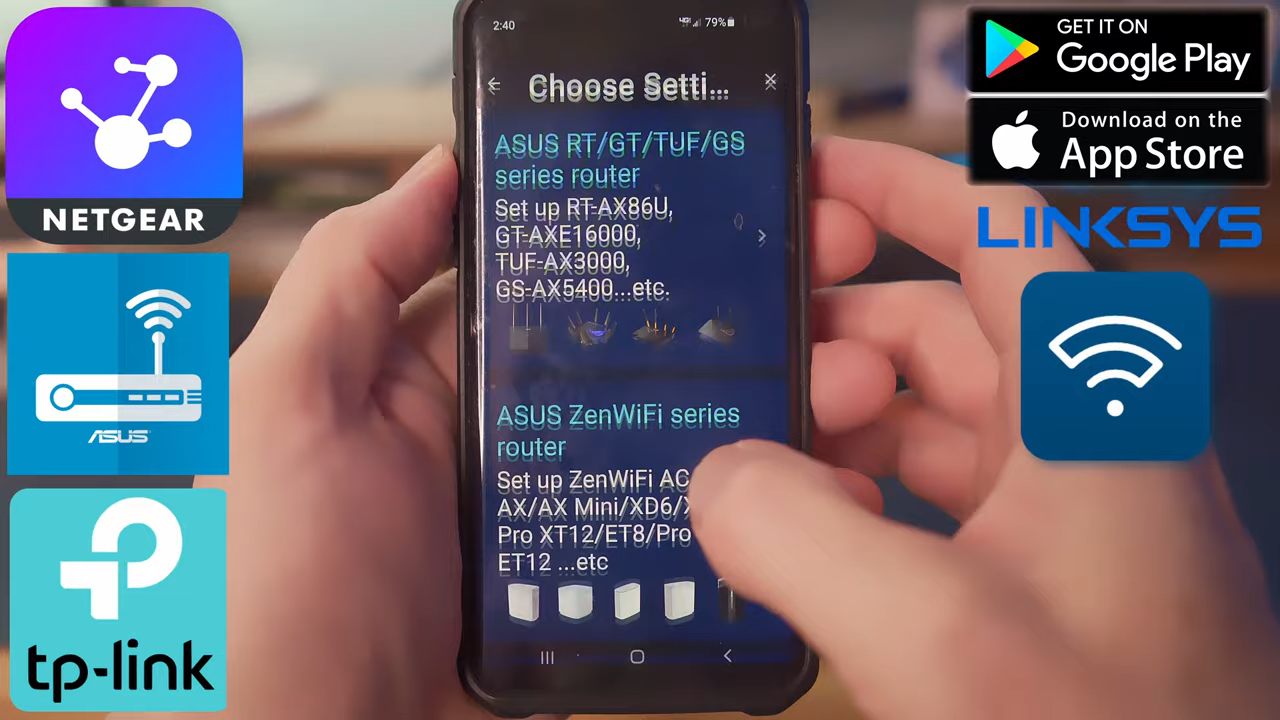 NETGEAR
ASUS
tp-link
2:40
79%
Choose Setti...
ASUS RT/GT/TUF/GS
series router
Set up RT-AX86U,
GT-AXE16000,
TUF-AX3000,
GS-AX5400...etc.
ASUS ZenWiFi series
router
Set up ZenWiFi AC
AX/AX Mini/XD6/
Pro XT12/ET8/Pro
ET12 ...etc
GET IT ON
Google Play
Download on the
App Store
LINKSYS